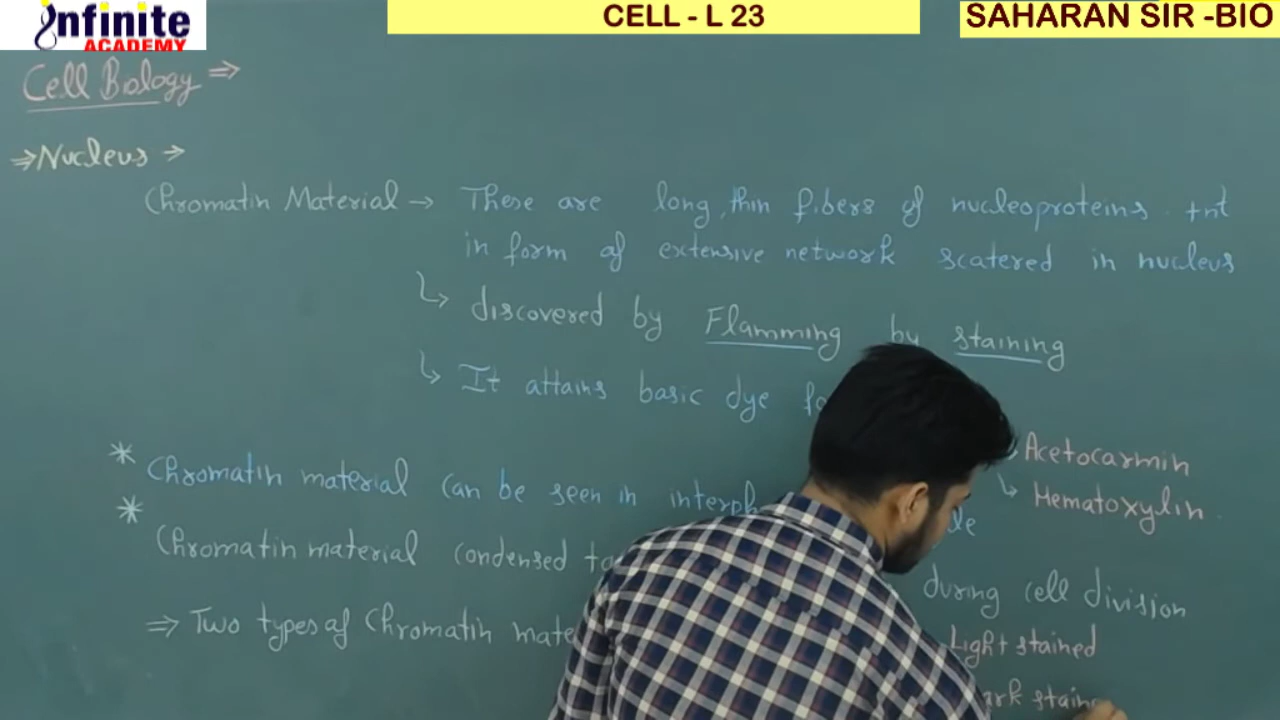 infinite
ACADEMY
CELL - L 23
SAHARAN SIR -BIO
Cell Biology ⇒
⇒Nucleus →
Chromatin Material → These are long, thin fibers of nucleoproteins +nt
in form of extensive network scatered in nucleus
↳ discovered by Flamming by staining
↳ It attains basic dye
Acetocarmin
↳ Hematoxylin
* Chromatin material can be seen in
* Chromatin material condensed during cell division
⇒ Two types of Chromatin Light stained